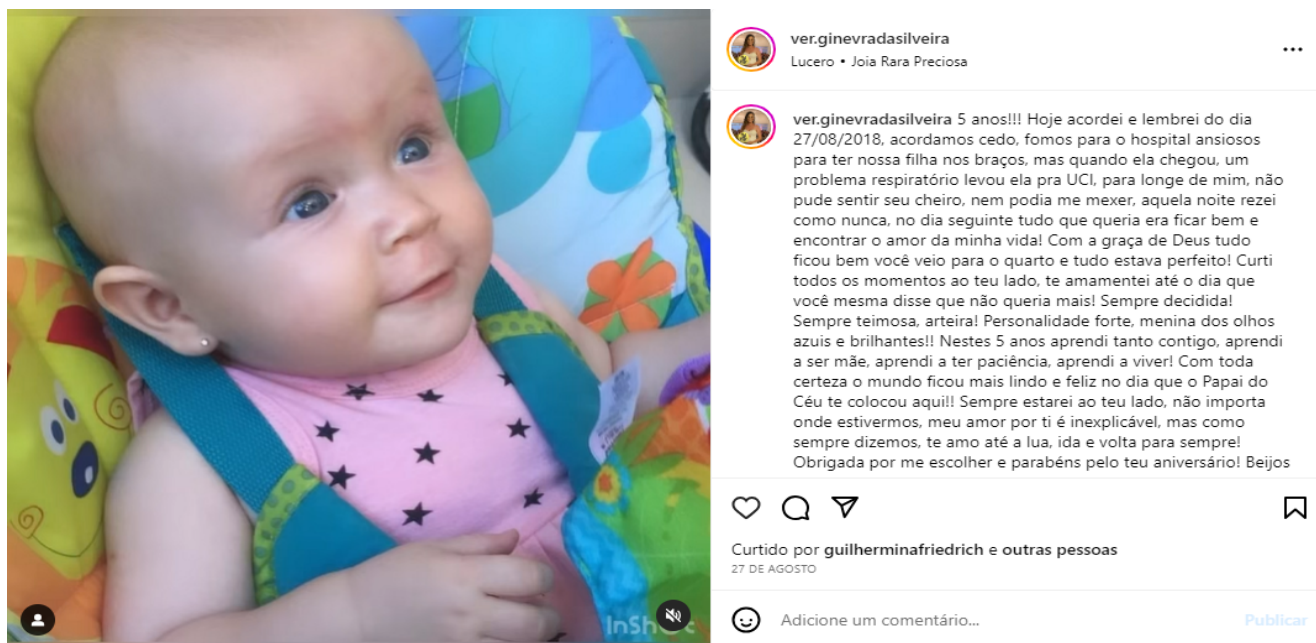 ver.ginevradasilveira
Lucero • Joia Rara Preciosa
ver.ginevradasilveira 5 anos!!! Hoje acordei e lembrei do dia
27/08/2018, acordamos cedo, fomos para o hospital ansiosos
para ter nossa filha nos braços, mas quando ela chegou, um
problema respiratório levou ela pra UCI, para longe de mim, não
pude sentir seu cheiro, nem podia me mexer, aquela noite rezei
como nunca, no dia seguinte tudo que queria era ficar bem e
encontrar o amor da minha vida! Com a graça de Deus tudo
ficou bem você veio para o quarto e tudo estava perfeito! Curti
todos os momentos ao teu lado, te amamentei até o dia que
você mesma disse que não queria mais! Sempre decidida!
Sempre teimosa, arteira! Personalidade forte, menina dos olhos
azuis e brilhantes!! Nestes 5 anos aprendi tanto contigo, aprendi
a ser mãe, aprendi a ter paciência, aprendi a viver! Com toda
certeza o mundo ficou mais lindo e feliz no dia que o Papai do
Céu te colocou aqui!! Sempre estarei ao teu lado, não importa
onde estivermos, meu amor por ti é inexplicável, mas como
sempre dizemos, te amo até a lua, ida e volta para sempre!
Obrigada por me escolher e parabéns pelo teu aniversário! Beijos
Curtido por guilherminafriedrich e outras pessoas
27 DE AGOSTO
Adicione um comentário...
Publicar